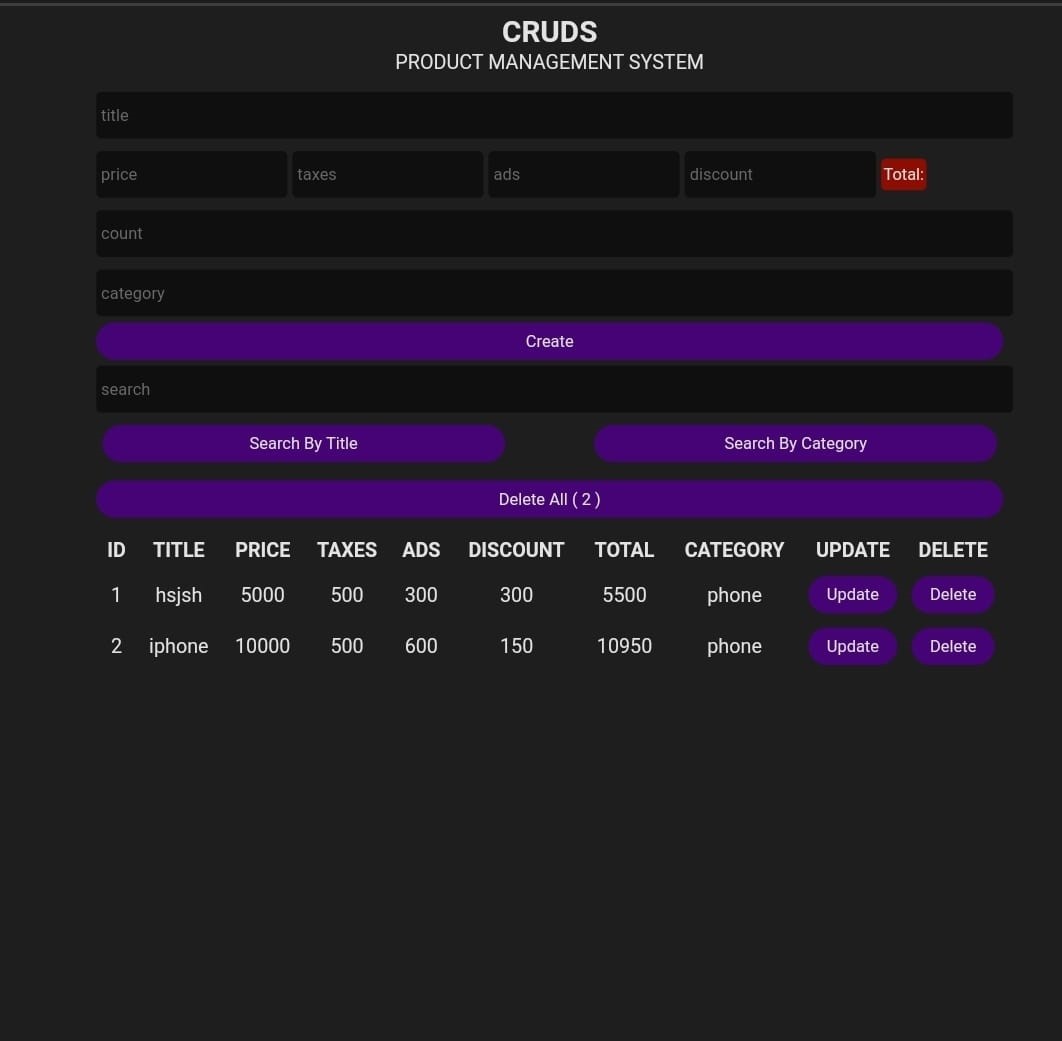 CRUDS
PRODUCT MANAGEMENT SYSTEM
title
price taxes ads discount Total:
count
category
Create
search
Search By Title Search By Category
Delete All ( 2 )
ID TITLE PRICE TAXES ADS DISCOUNT TOTAL CATEGORY UPDATE DELETE
1 hsjsh 5000 500 300 300 5500 phone Update Delete
2 iphone 10000 500 600 150 10950 phone Update Delete